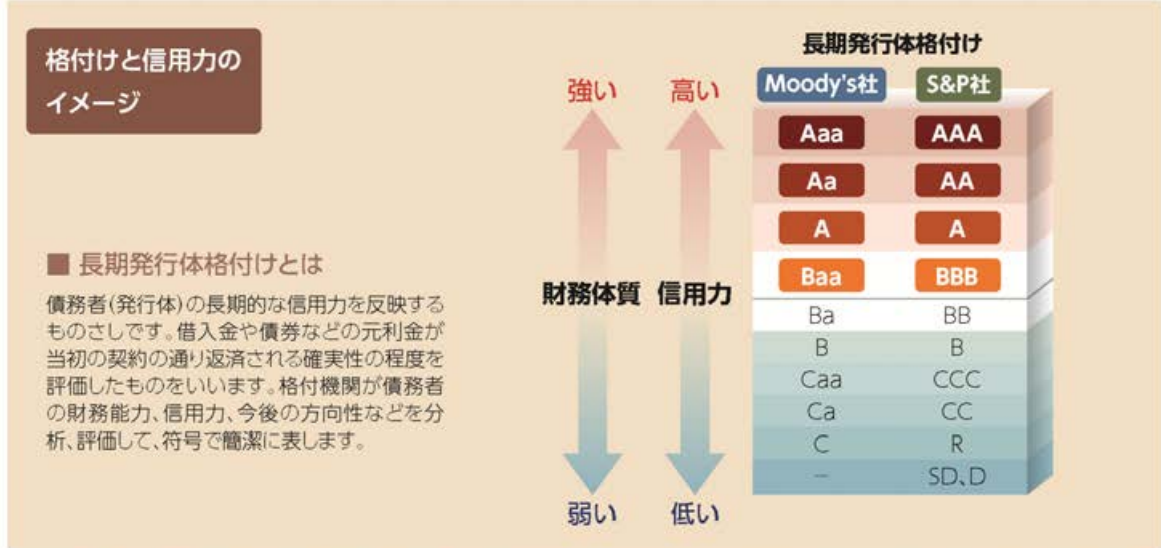 格付けと信用力の
イメージ
■ 長期発行体格付けとは
債務者(発行体)の長期的な信用力を反映する
ものさしです。借入金や債券などの元利金が
当初の契約の通り返済される確実性の程度を
評価したものをいいます。格付機関が債務者
の財務能力、信用力、今後の方向性などを分
析、評価して、符号で簡潔に表します。
強い 高い
財務体質 信用力
弱い 低い
長期発行体格付け
Moody's社 S&P社
Aaa AAA
Aa AA
A A
Baa BBB
Ba BB
B B
Caa CCC
Ca CC
C R
– SD、D